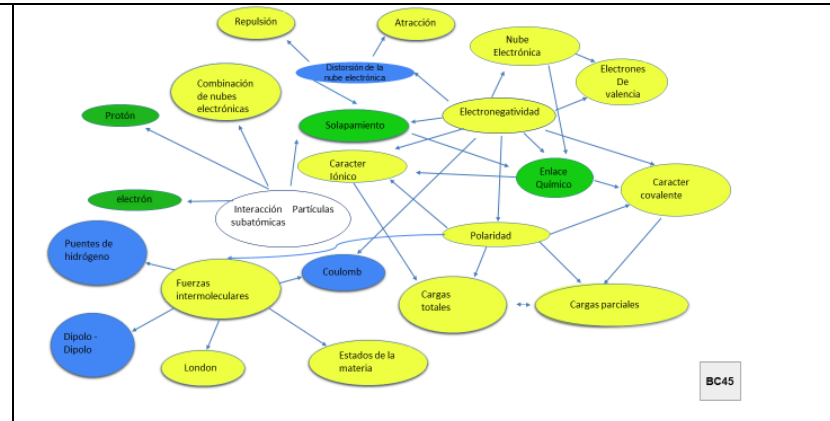 Repulsión
Atracción
Nube
Electrónica
Distorsión de la
nube electrónica
Electrones
De
valencia
Combinación
de nubes
electrónicas
Protón
Electronegatividad
Solapamiento
Caracter
Iónico
Enlace
Químico
Caracter
covalente
electrón
Interacción Partículas
subatómicas
Polaridad
Puentes de
hidrógeno
Fuerzas
intermoleculares
Coulomb
Cargas
totales
Cargas parciales
Dipolo -
Dipolo
London
Estados de la
materia
BC45